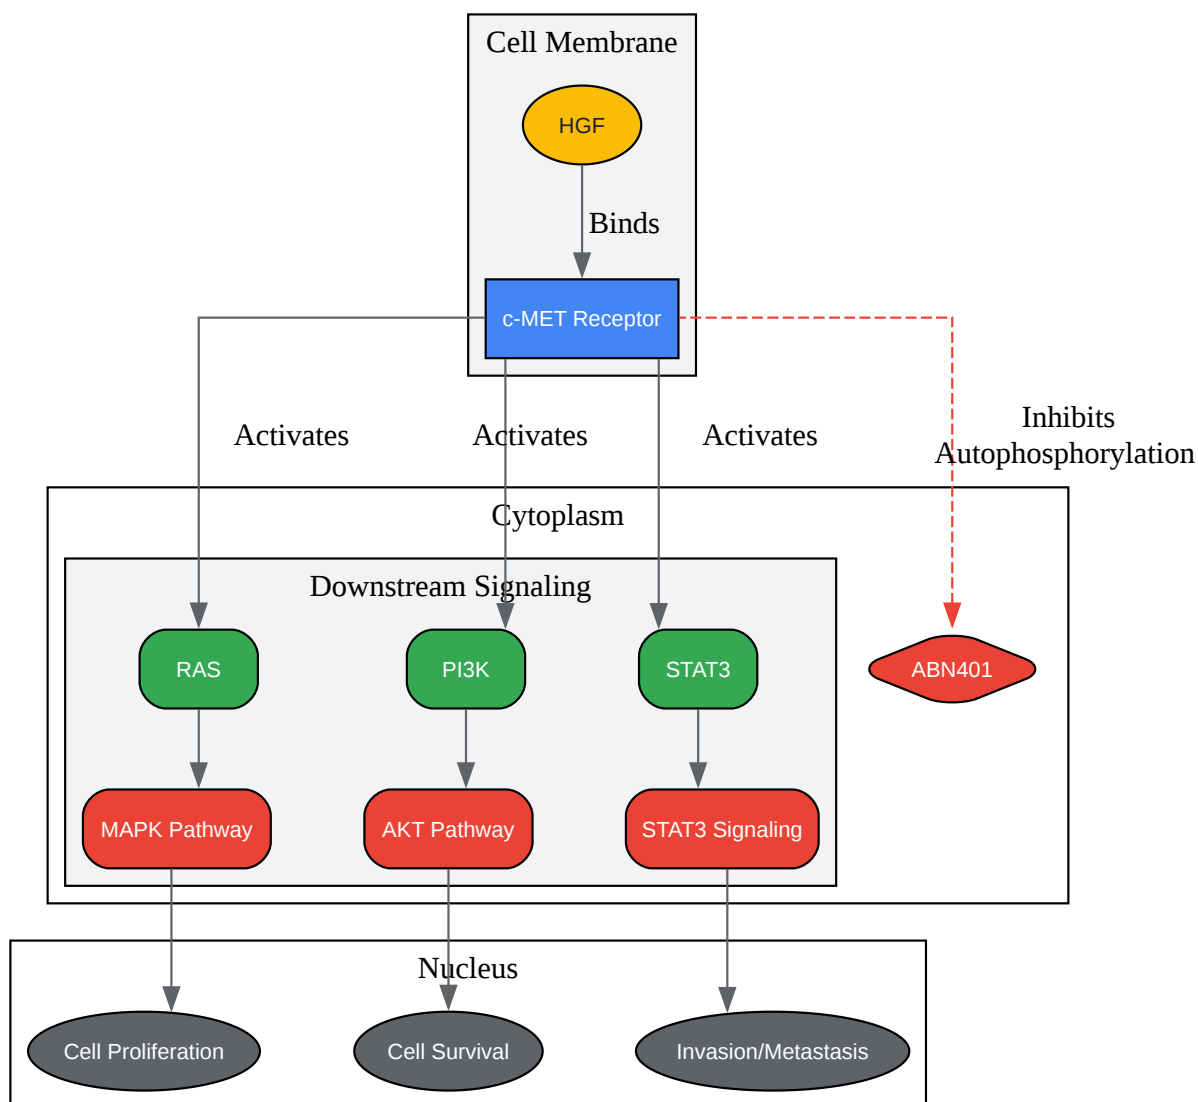 Cell Membrane
HGF
Binds
c-MET Receptor
Activates
Activates
Activates
Inhibits
Autophosphorylation
Cytoplasm
Downstream Signaling
RAS
PI3K
STAT3
ABN401
MAPK Pathway
AKT Pathway
STAT3 Signaling
Nucleus
Cell Proliferation
Cell Survival
Invasion/Metastasis